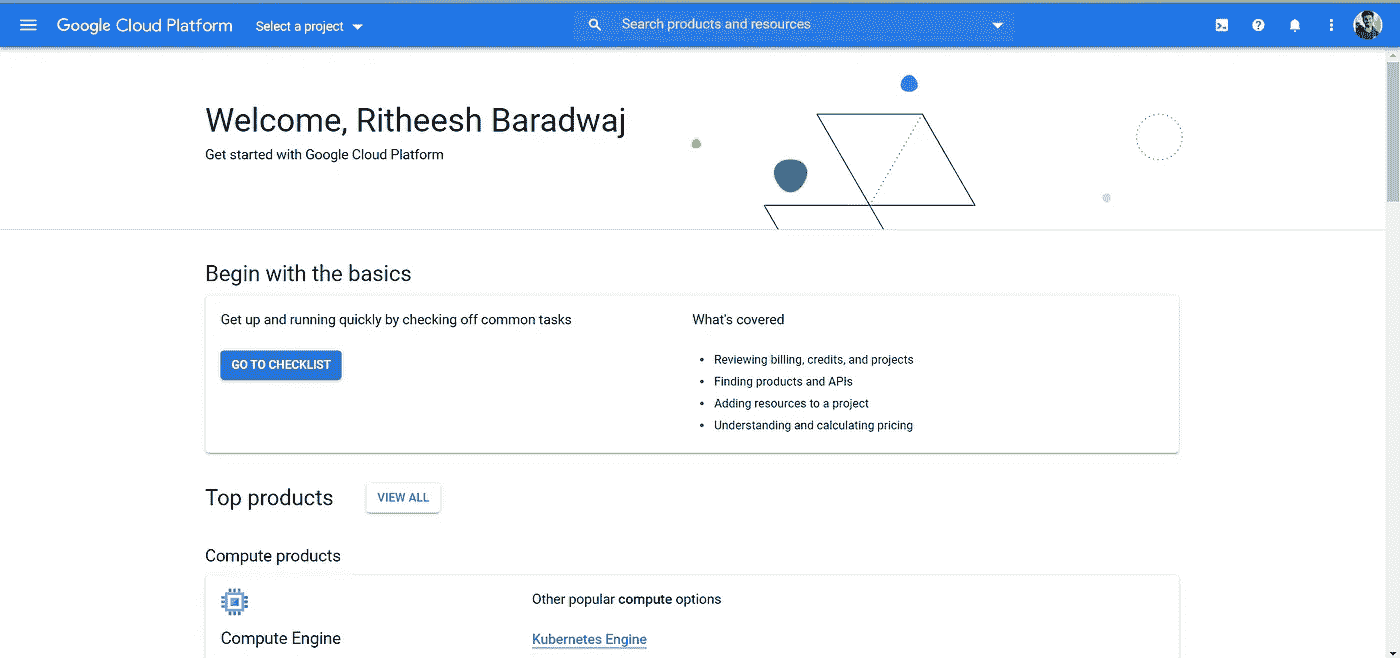 Google Cloud Platform Select a project Search products and resources
Welcome, Ritheesh Baradwaj
Get started with Google Cloud Platform
Begin with the basics
Get up and running quickly by checking off common tasks
GO TO CHECKLIST
What's covered
• Reviewing billing, credits, and projects
• Finding products and APIs
• Adding resources to a project
• Understanding and calculating pricing
Top products VIEW ALL
Compute products
Compute Engine
Other popular compute options
Kubernetes Engine